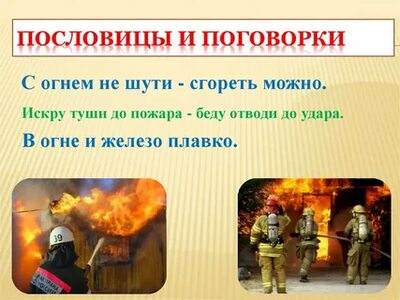 ПОСЛОВИЦЫ И ПОГОВОРКИ
С огнем не шути - сгореть можно.
Искру туши до пожара - беду отводи до удара.
В огне и железо плавко.
39